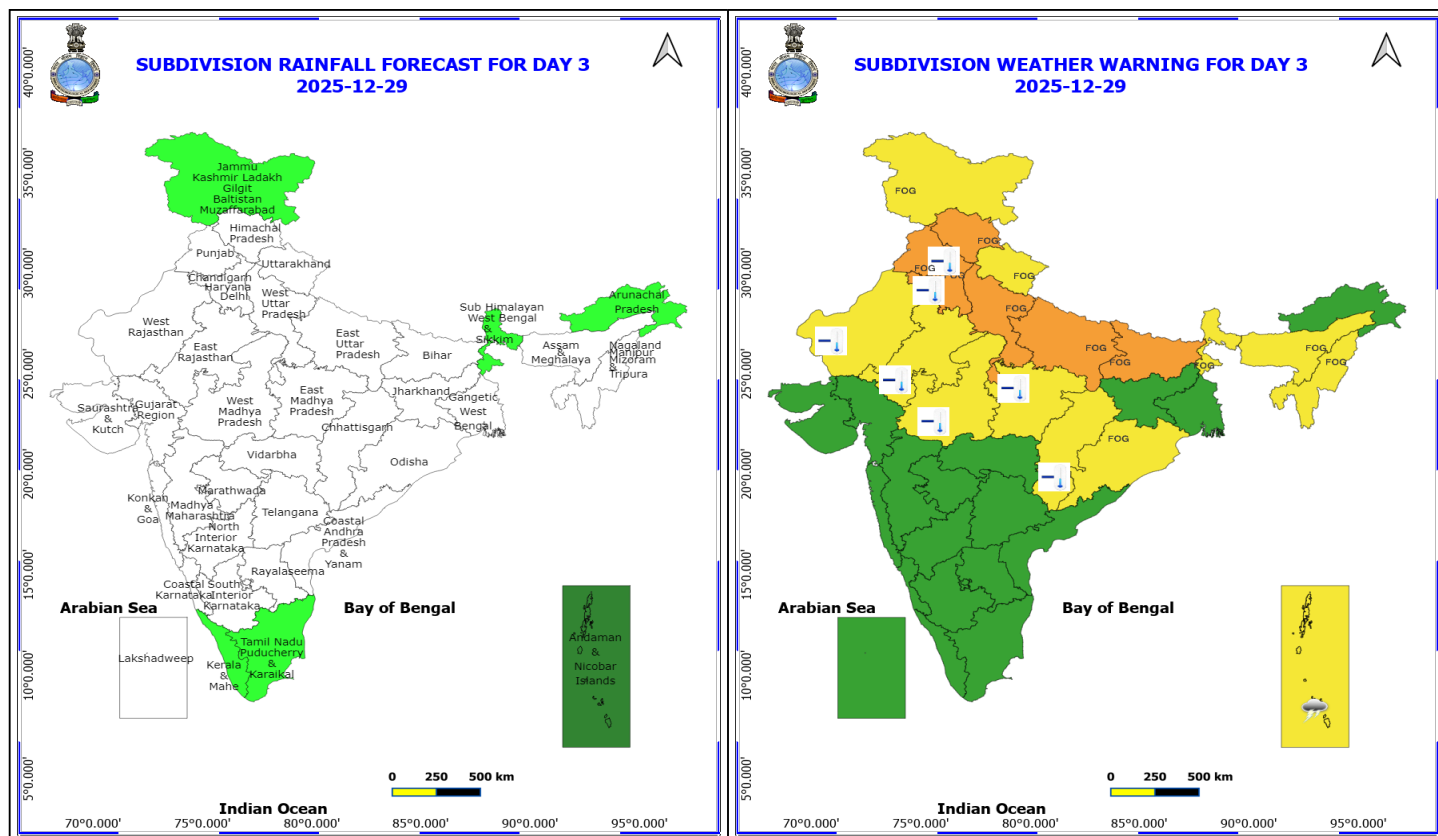 SUBDIVISION RAINFALL FORECAST FOR DAY 3
2025-12-29
40°0.000'
35°0.000'
30°0.000'
25°0.000'
20°0.000'
15°0.000'
10°0.000'
5°0.000'
Jammu
Kashmir Ladakh
Gilgit
Baltistan
Muzaffarabad
Himachal
Pradesh
Punjab
Uttarakhand
Chandigarh
Haryana
Delhi
West
Uttar
Pradesh
West
Rajasthan
East
Rajasthan
East
Uttar
Pradesh
Bihar
Sub Himalayan
West Bengal
&
Sikkim
Arunachal
Pradesh
Assam
&
Meghalaya
Nagaland
Manipur
Mizoram
&
Tripura
Saurashtra
&
Kutch
Gujarat
Region
West
Madhya
Pradesh
East
Madhya
Pradesh
Jharkhand
Gangetic
West
Bengal
Chhattisgarh
Vidarbha
Odisha
Konkan
&
Goa
Madhya
Maharashtra
Marathwada
Telangana
North
Interior
Karnataka
Coastal
Andhra
Pradesh
&
Yanam
Rayalaseema
Coastal
Karnataka
South
Interior
Karnataka
Arabian Sea
Bay of Bengal
Lakshadweep
Kerala
&
Mahe
Tamil Nadu
Puducherry
&
Karaikal
Andaman
&
Nicobar
Islands
0 250 500 km
Indian Ocean
70°0.000' 75°0.000' 80°0.000' 85°0.000' 90°0.000' 95°0.000'
SUBDIVISION WEATHER WARNING FOR DAY 3
2025-12-29
40°0.000'
35°0.000'
30°0.000'
25°0.000'
20°0.000'
15°0.000'
10°0.000'
5°0.000'
FOG
FOG
FOG
FOG
FOG
FOG
FOG
FOG
FOG
FOG
FOG
Arabian Sea
Bay of Bengal
0 250 500 km
Indian Ocean
70°0.000' 75°0.000' 80°0.000' 85°0.000' 90°0.000' 95°0.000'